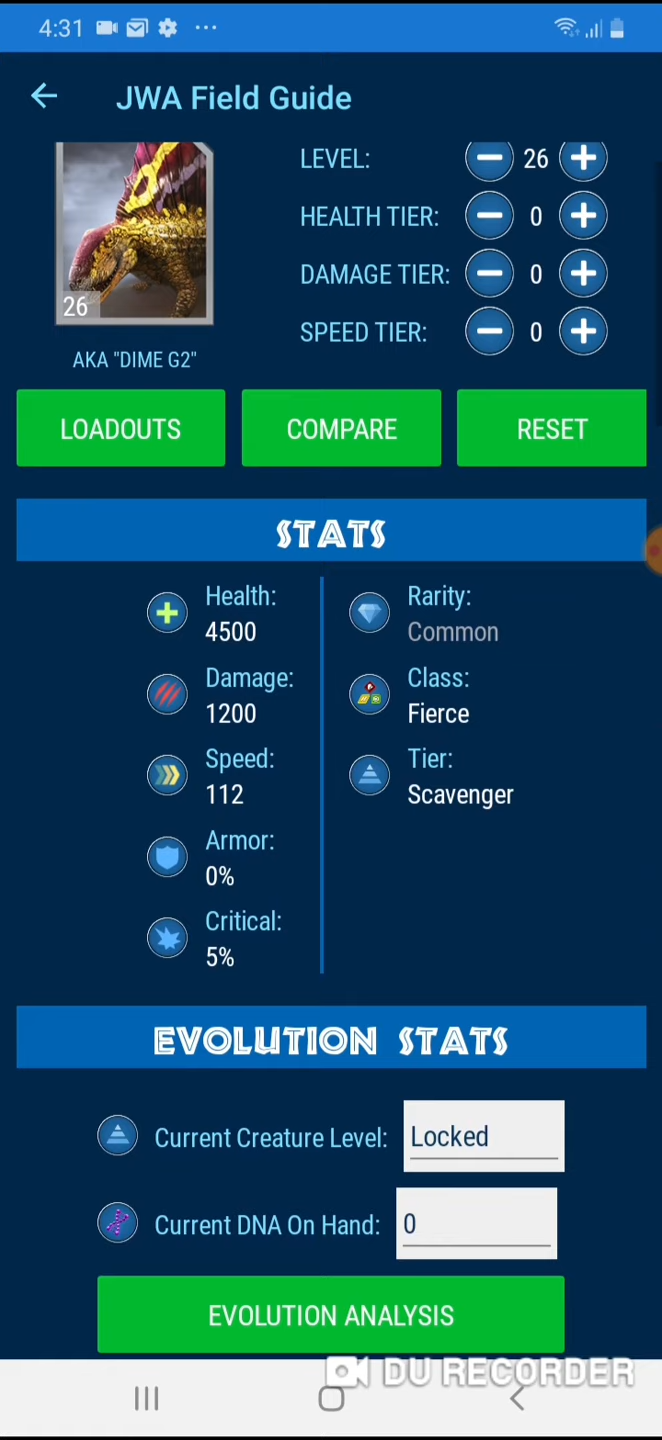 4:31
JWA Field Guide
LEVEL: 26
HEALTH TIER: 0
DAMAGE TIER: 0
SPEED TIER: 0
26
AKA "DIME G2"
LOADOUTS COMPARE RESET
STATS
Health:
4500
Damage:
1200
Speed:
112
Armor:
0%
Critical:
5%
Rarity:
Common
Class:
Fierce
Tier:
Scavenger
EVOLUTION STATS
Current Creature Level: Locked
Current DNA On Hand: 0
EVOLUTION ANALYSIS
DU RECORDER